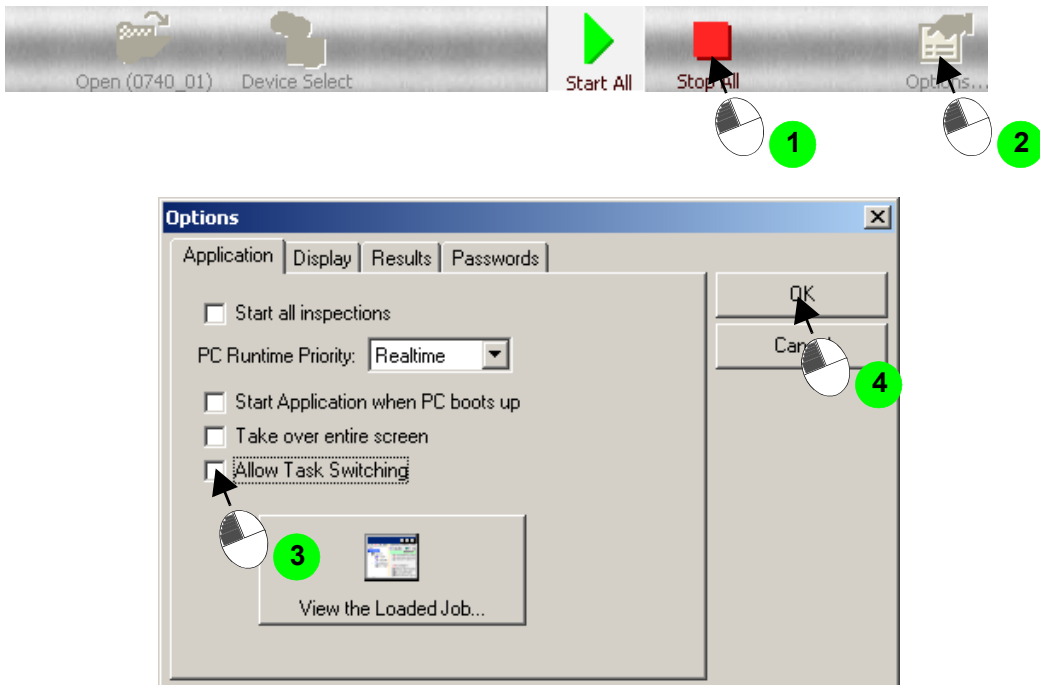 Open (0740_01) Device Select Start All Stop All Options...
1 2
Options
Application Display Results Passwords
OK
Start all inspections
Cancel
PC Runtime Priority: Realtime
4
Start Application when PC boots up
Take over entire screen
Allow Task Switching
3
View the Loaded Job...